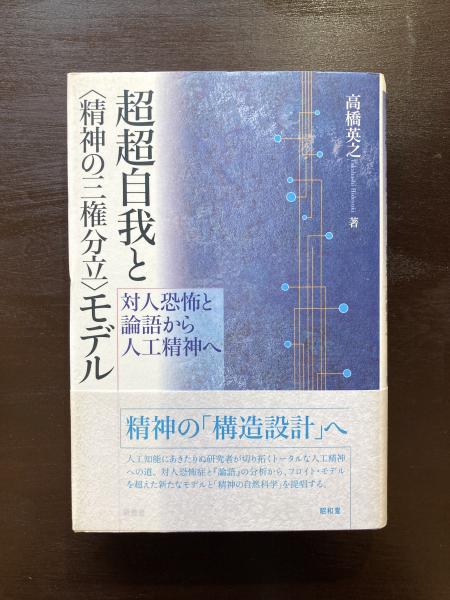 超超自我と
〈精神の三権分立〉モデル
対人恐怖と
論語から
人工精神へ
高橋英之 著
Takahashi Hideyuki
精神の「構造設計」へ
人工知能にあきたりぬ研究者が切り拓くトータルな人工精神
への道。対人恐怖症と『論語』の分析から、フロイト・モデル
を超えた新たなモデルと「精神の自然科学」を提唱する。
昭和堂